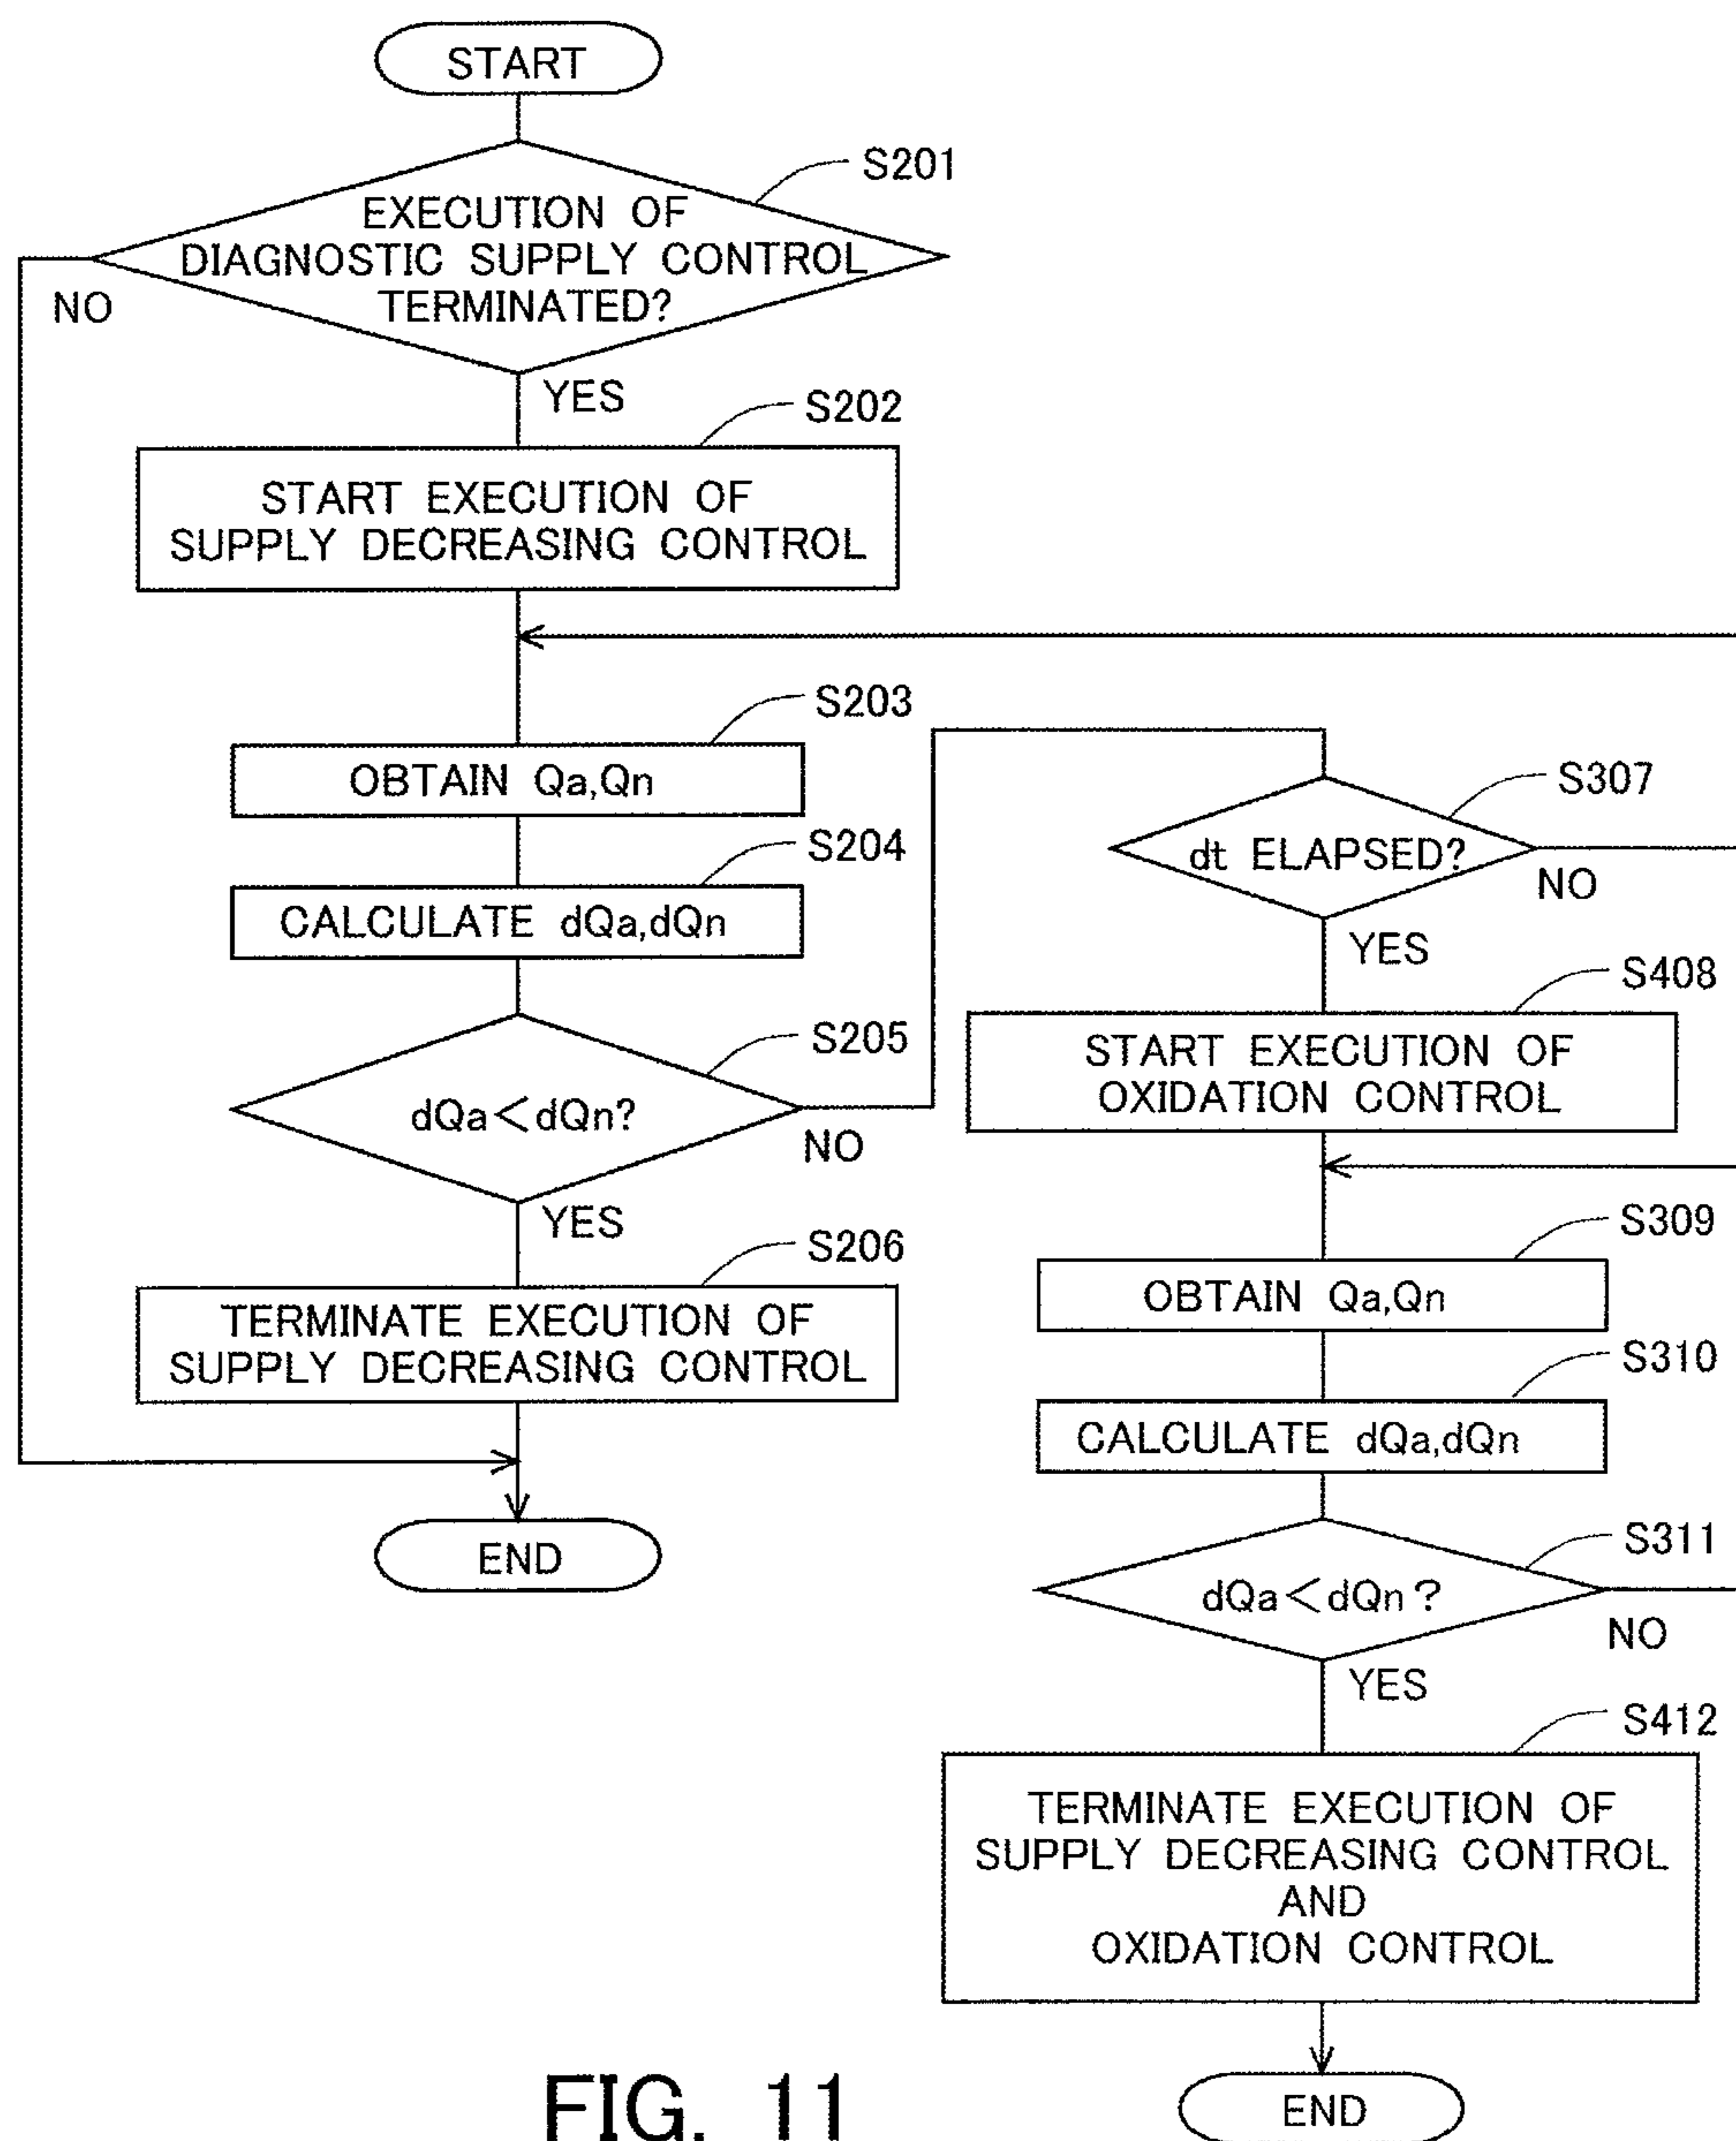 START
S201
EXECUTION OF
DIAGNOSTIC SUPPLY CONTROL
TERMINATED?
NO
YES
S202
START EXECUTION OF
SUPPLY DECREASING CONTROL
S203
OBTAIN Qa,Qn
S204
CALCULATE dQa,dQn
S205
dQa<dQn?
NO
YES
S206
TERMINATE EXECUTION OF
SUPPLY DECREASING CONTROL
END
S307
dt ELAPSED?
NO
YES
S408
START EXECUTION OF
OXIDATION CONTROL
S309
OBTAIN Qa,Qn
S310
CALCULATE dQa,dQn
S311
dQa<dQn?
NO
YES
S412
TERMINATE EXECUTION OF
SUPPLY DECREASING CONTROL
AND
OXIDATION CONTROL
END
FIG. 11